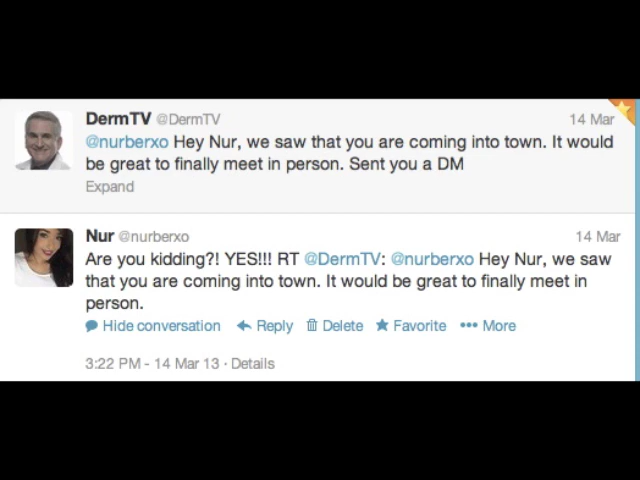 DermTV @DermTV 14 Mar
@nurberxo Hey Nur, we saw that you are coming into town. It would
be great to finally meet in person. Sent you a DM
Expand
Nur @nurberxo 14 Mar
Are you kidding?! YES!!! RT @DermTV: @nurberxo Hey Nur, we saw
that you are coming into town. It would be great to finally meet in
person.
Hide conversation Reply Delete Favorite More
3:22 PM - 14 Mar 13 · Details